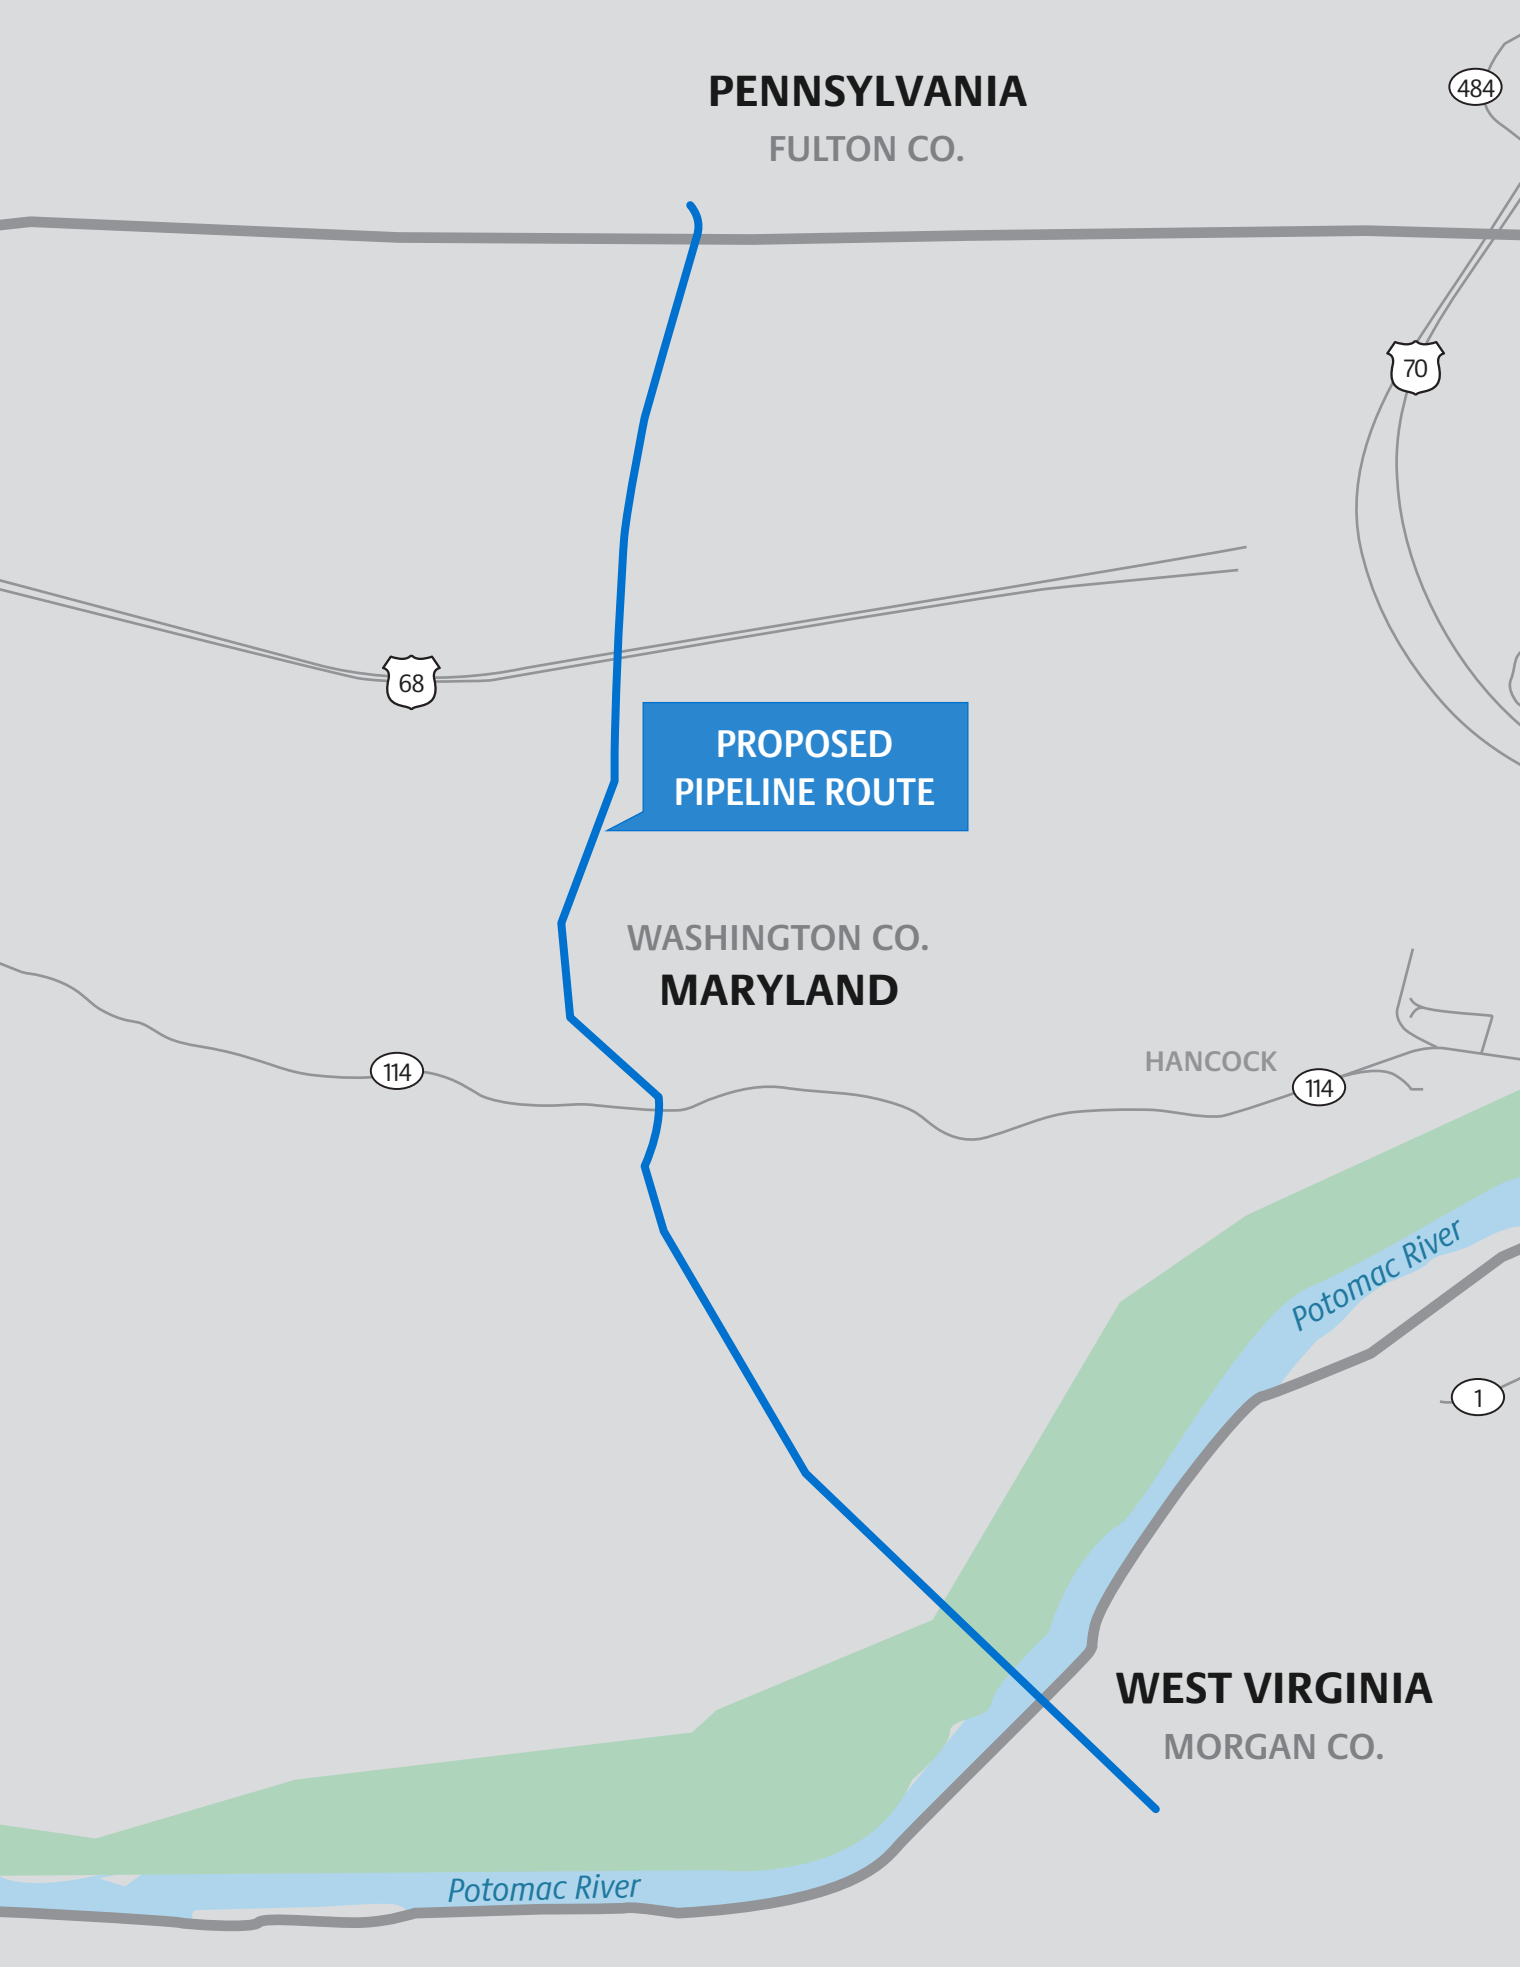 PENNSYLVANIA
FULTON CO.
484
70
68
PROPOSED
PIPELINE ROUTE
WASHINGTON CO.
MARYLAND
HANCOCK
114
114
Potomac River
1
WEST VIRGINIA
MORGAN CO.
Potomac River